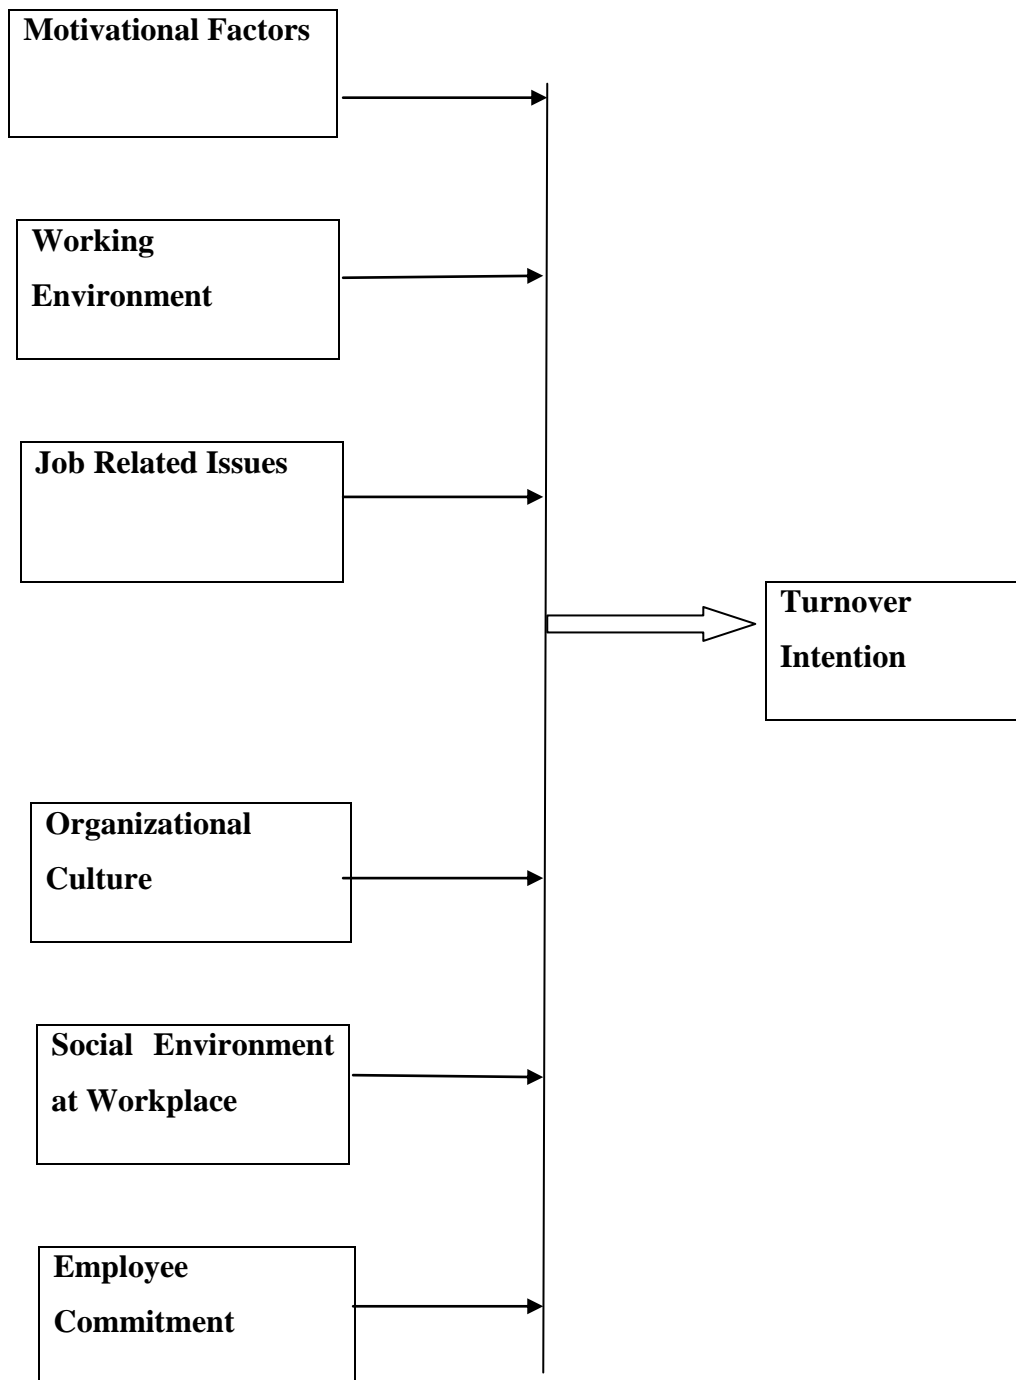 Motivational Factors
Working
Environment
Job Related Issues
Turnover
Intention
Organizational
Culture
Social Environment
at Workplace
Employee
Commitment